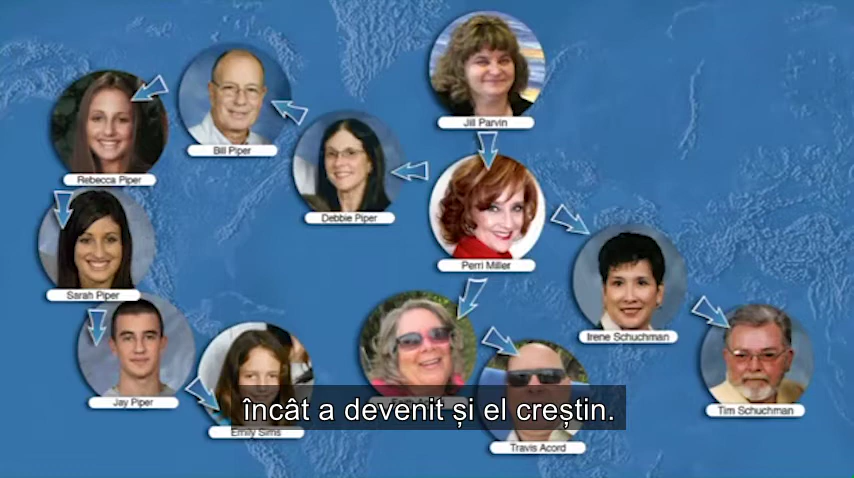 Jill Parvin
Bill Piper
Rebecca Piper
Debbie Piper
Perri Miller
Sarah Piper
Irene Schuchman
Jay Piper
Tim Schuchman
încât a devenit și el creștin.
Emily Sims
Travis Acord